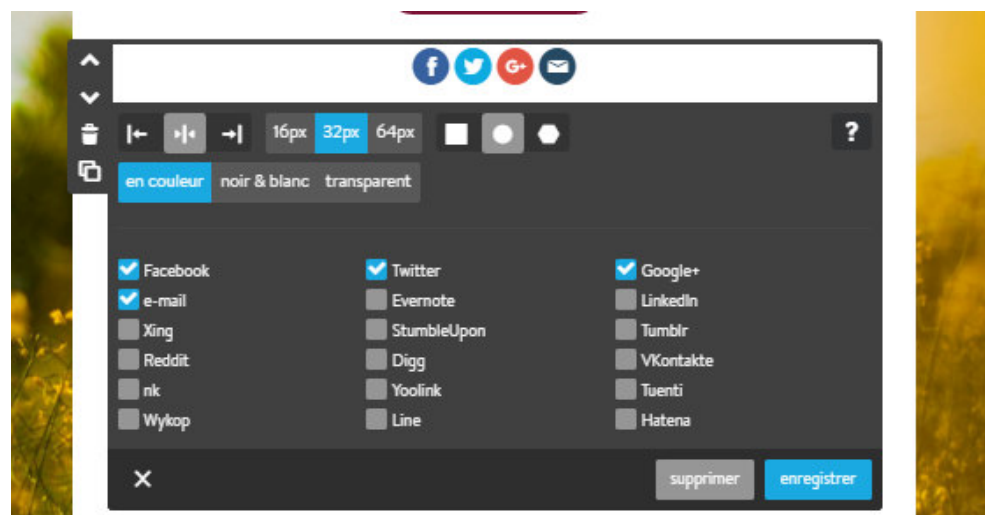 f G+
16px 32px 64px ?
en couleur noir & blanc transparent
Facebook Twitter Google+
e-mail Evernote LinkedIn
Xing StumbleUpon Tumblr
Reddit Digg VKontakte
nk Yoolink Tuenti
Wykop Line Hatena
supprimer enregistrer